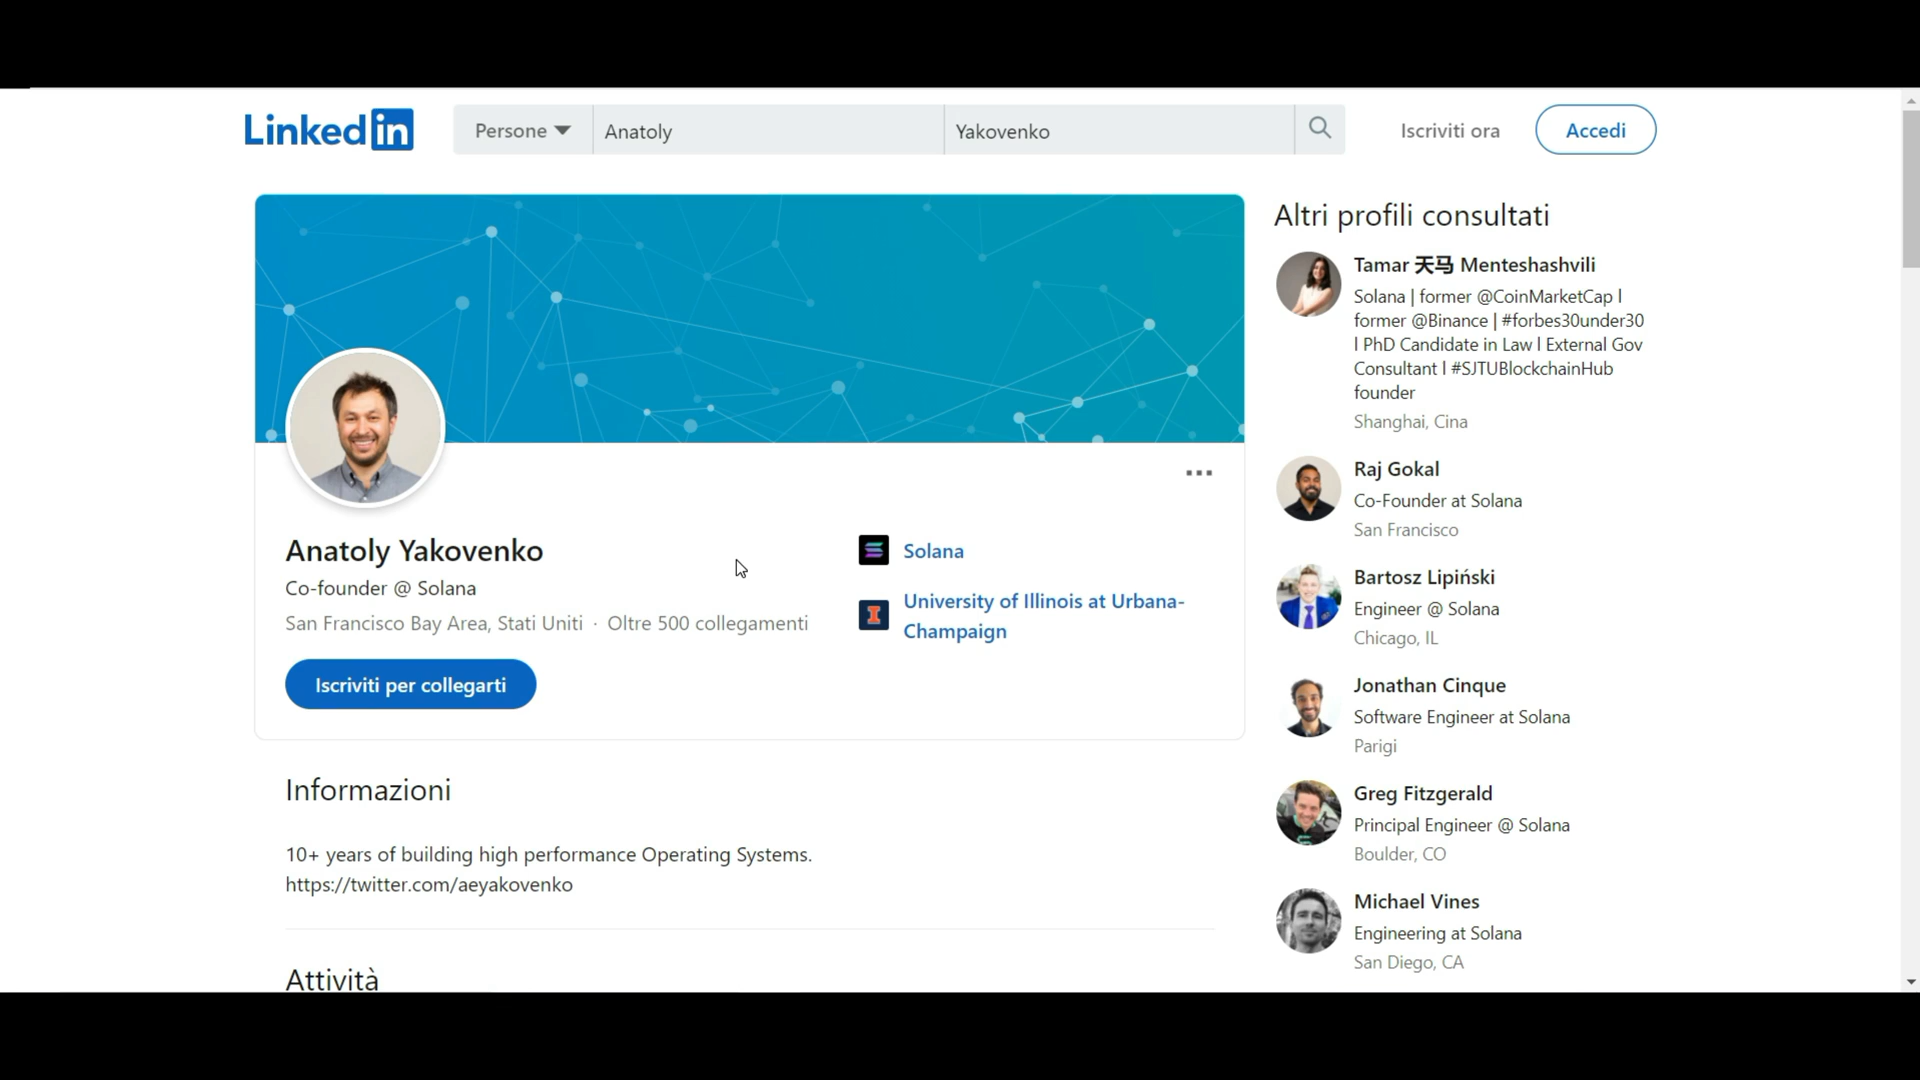 Linked in
Persone
Anatoly
Yakovenko
Iscriviti ora
Accedi
Anatoly Yakovenko
Co-founder @ Solana
San Francisco Bay Area, Stati Uniti · Oltre 500 collegamenti
Iscriviti per collegarti
Solana
University of Illinois at Urbana-
Champaign
Informazioni
10+ years of building high performance Operating Systems.
https://twitter.com/aeyakovenko
Attività
Altri profili consultati
Tamar 天马 Menteshashvili
Solana | former @CoinMarketCap l
former @Binance | #forbes30under30
l PhD Candidate in Law l External Gov
Consultant l #SJTUBlockchainHub
founder
Shanghai, Cina
Raj Gokal
Co-Founder at Solana
San Francisco
Bartosz Lipiński
Engineer @ Solana
Chicago, IL
Jonathan Cinque
Software Engineer at Solana
Parigi
Greg Fitzgerald
Principal Engineer @ Solana
Boulder, CO
Michael Vines
Engineering at Solana
San Diego, CA